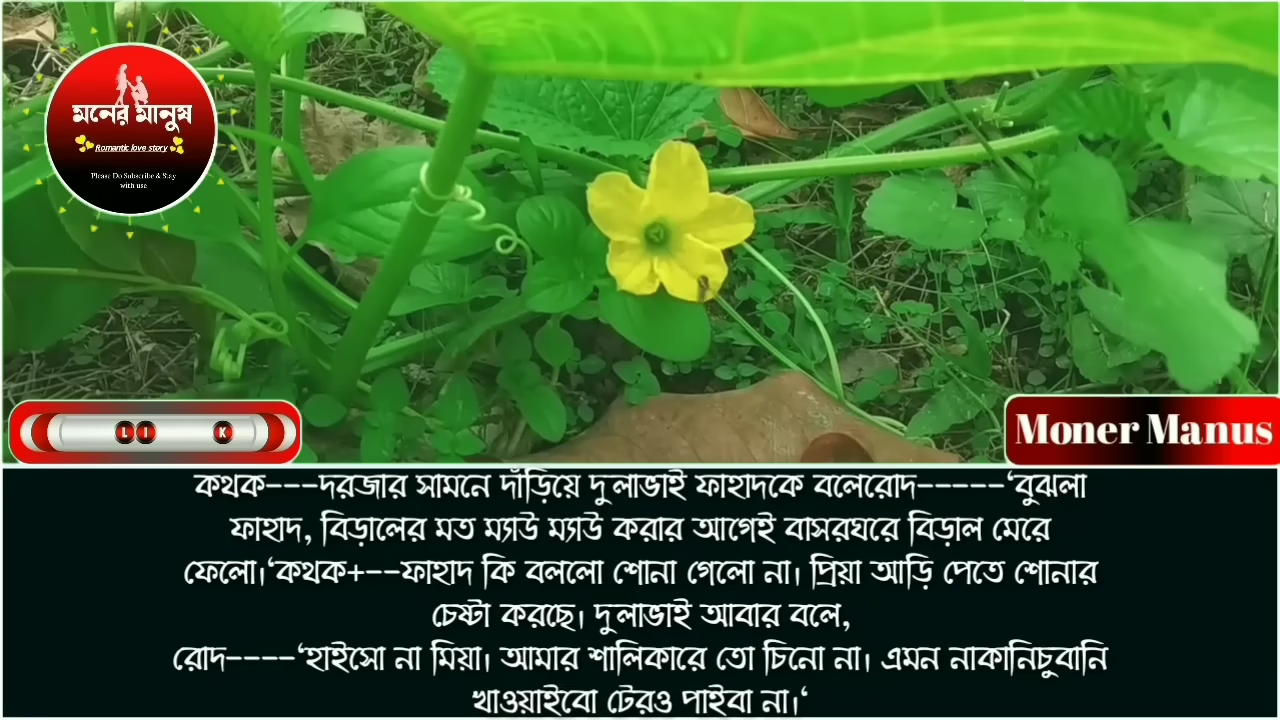 মনের মানুষ
Romantic love story
Please Do Subscribe & Stay
with use
L I K
Moner Manus
কথক---দরজার সামনে দাঁড়িয়ে দুলাভাই ফাহাদকে বলেরোদ-----‘বুঝলা
ফাহাদ, বিড়ালের মত ম্যাউ ম্যাউ করার আগেই বাসরঘরে বিড়াল মেরে
ফেলো।‘কথক+--ফাহাদ কি বললো শোনা গেলো না। প্রিয়া আড়ি পেতে শোনার
চেষ্টা করছে। দুলাভাই আবার বলে,
রোদ----‘হাইসো না মিয়া। আমার শালিকারে তো চিনো না। এমন নাকানিচুবানি
খাওয়াইবো টেরও পাইবা না।‘